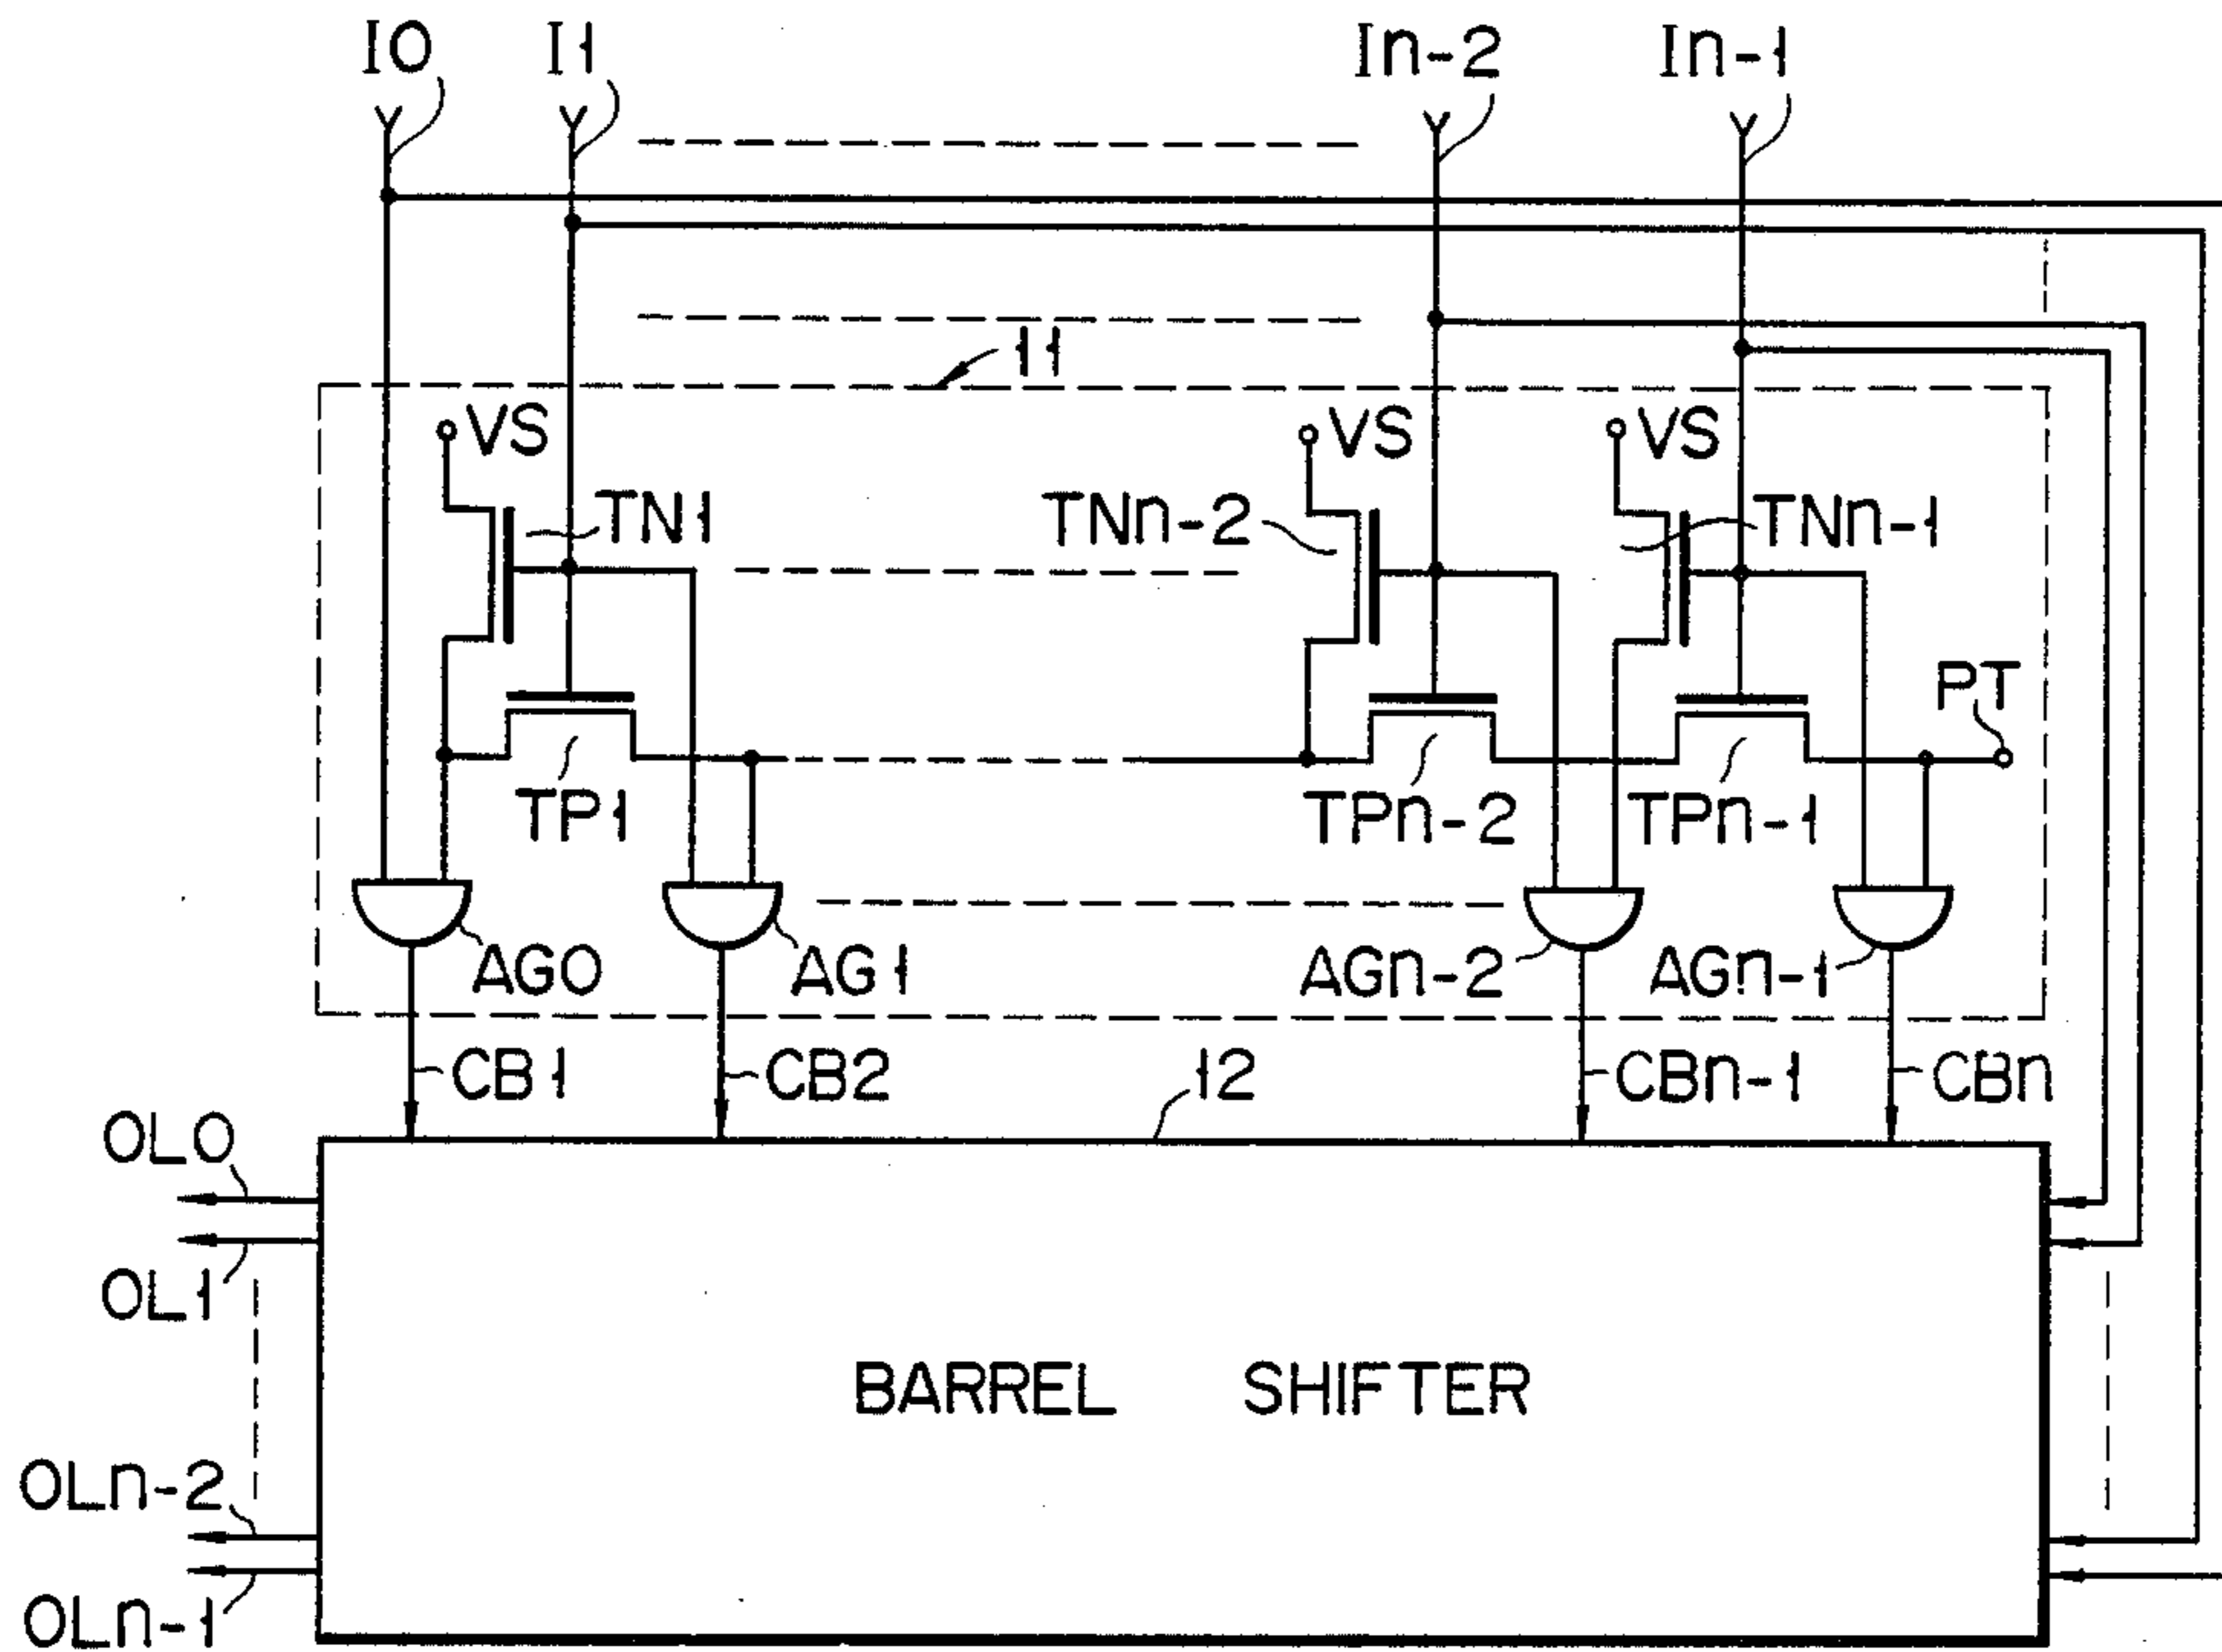 I0 I1 In-2 In-1
11
VS VS VS
TN1 TNn-2 TNn-1
PT
TP1 TPn-2 TPn-1
AG0 AG1 AGn-2 AGn-1
CB1 CB2 12 CBn-1 CBn
OL0
OL1
BARREL SHIFTER
OLn-2
OLn-1